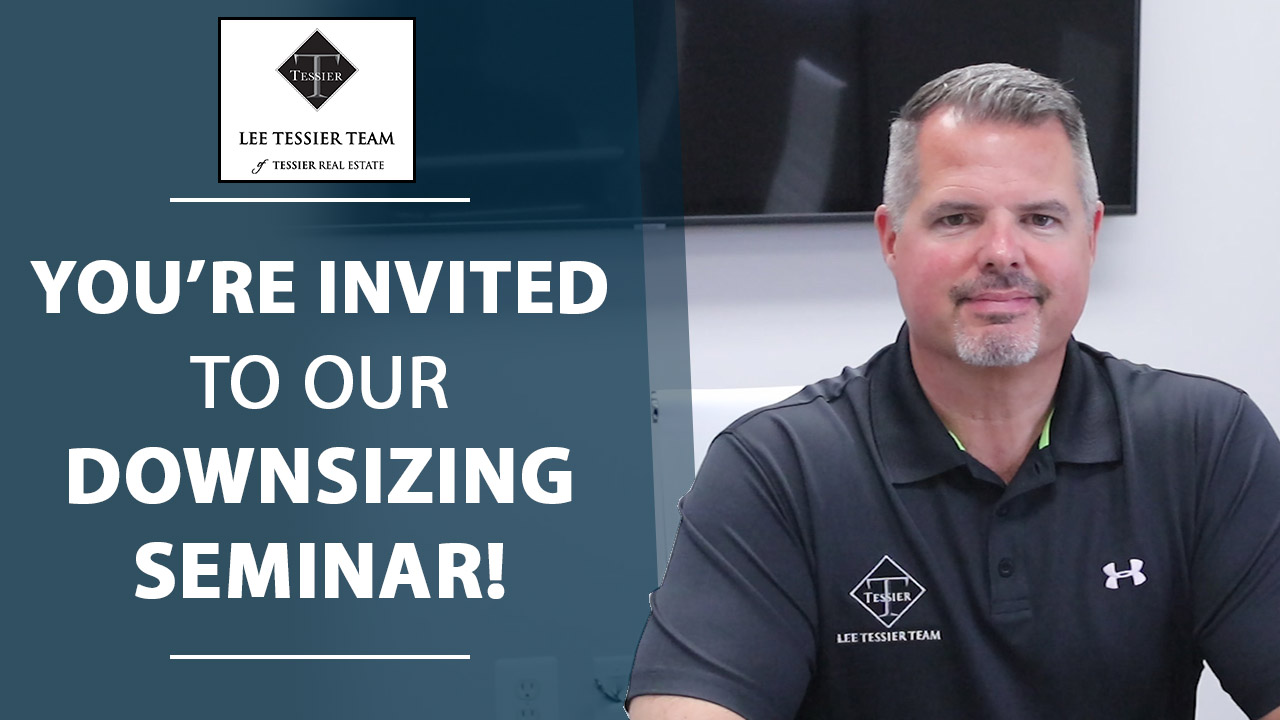 TESSIER
LEE TESSIER TEAM
of TESSIER REAL ESTATE
YOU’RE INVITED
TO OUR
DOWNSIZING
SEMINAR!
TESSIER
LEE TESSIER TEAM